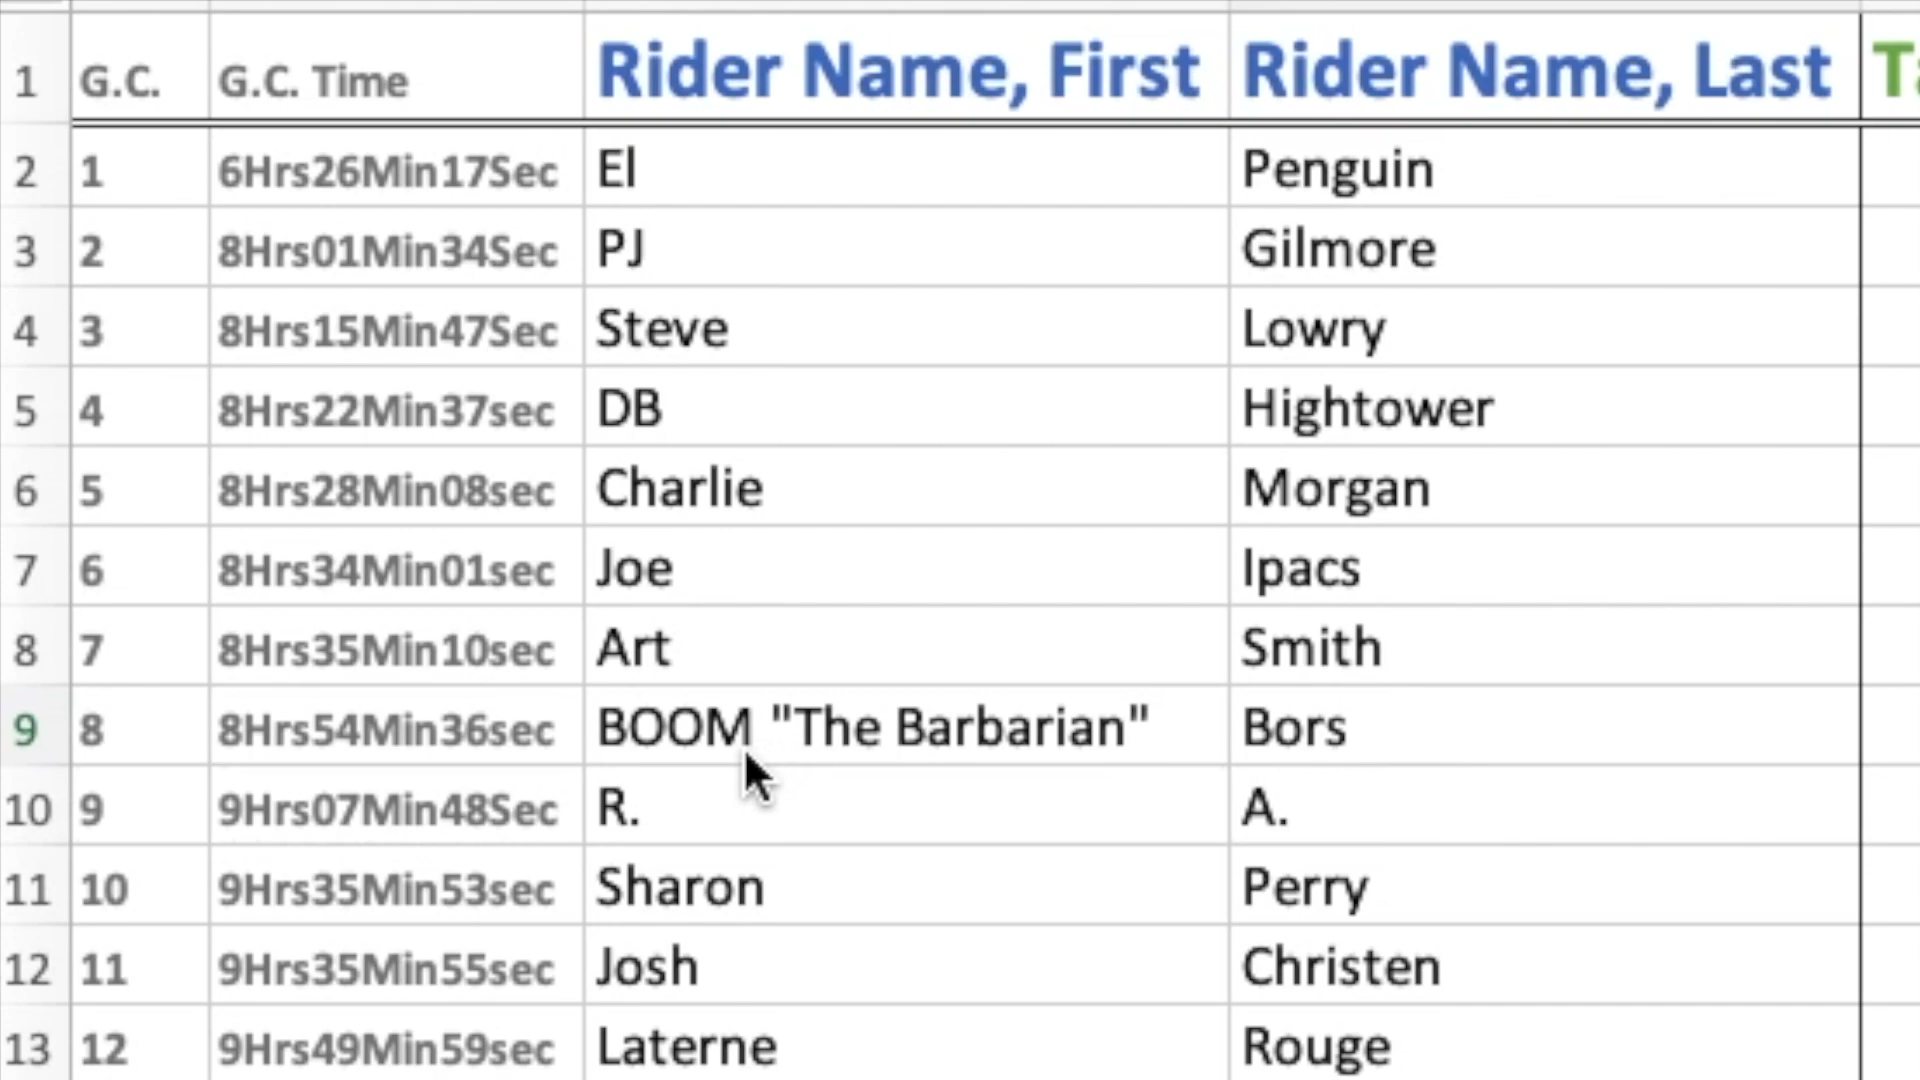 1 G.C. G.C. Time Rider Name, First Rider Name, Last
2 1 6Hrs26Min17Sec El Penguin
3 2 8Hrs01Min34Sec PJ Gilmore
4 3 8Hrs15Min47Sec Steve Lowry
5 4 8Hrs22Min37sec DB Hightower
6 5 8Hrs28Min08sec Charlie Morgan
7 6 8Hrs34Min01sec Joe Ipacs
8 7 8Hrs35Min10sec Art Smith
9 8 8Hrs54Min36sec BOOM "The Barbarian" Bors
10 9 9Hrs07Min48Sec R. A.
11 10 9Hrs35Min53sec Sharon Perry
12 11 9Hrs35Min55sec Josh Christen
13 12 9Hrs49Min59sec Laterne Rouge